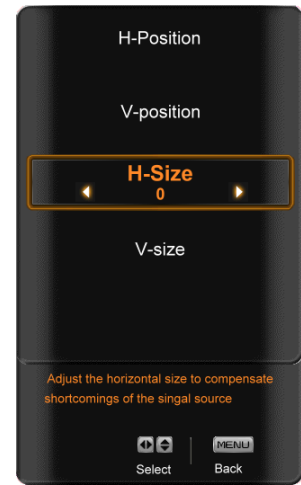 H-Position
V-position
H-Size
0
V-size
Adjust the horizontal size to compensate
shortcomings of the singal source
MENU
Select Back